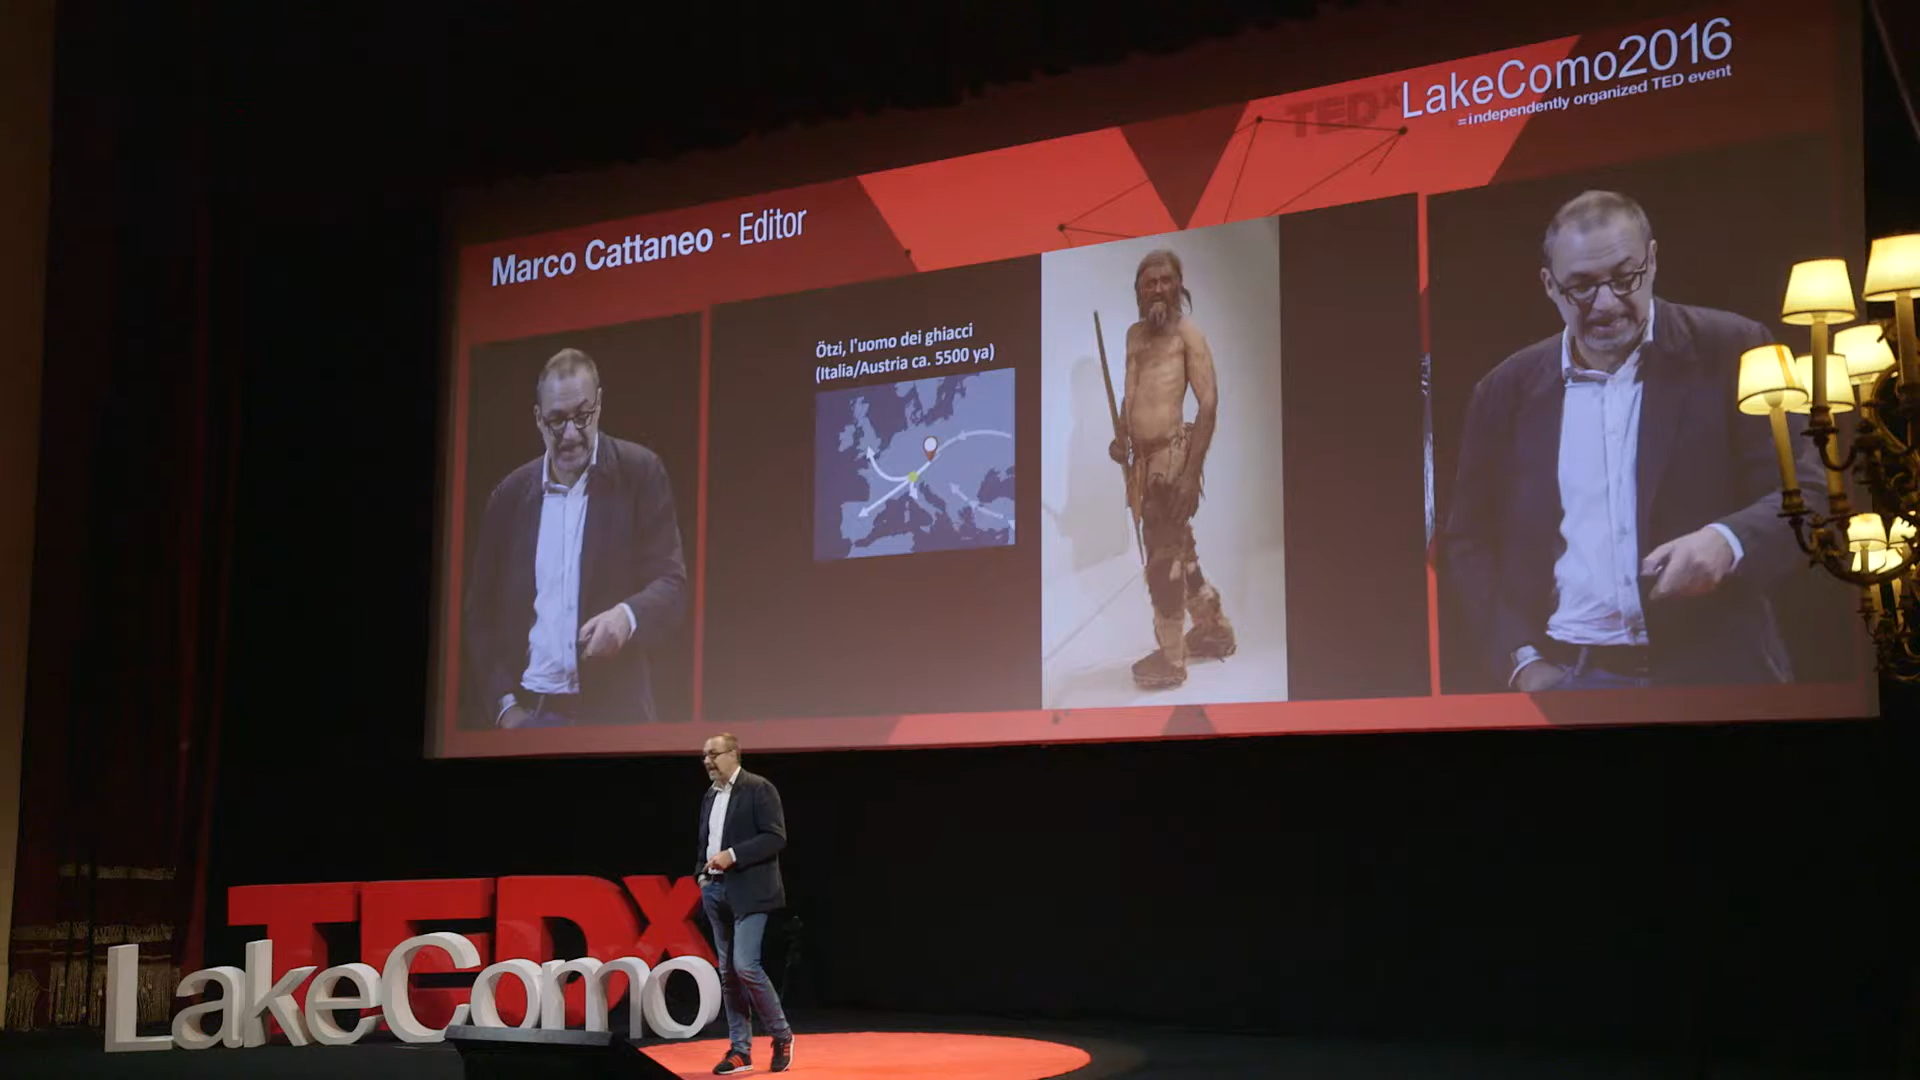 TEDx
LakeComo2016
=independently organized TED event
Marco Cattaneo - Editor
Ötzi, l'uomo dei ghiacci
(Italia/Austria ca. 5500 ya)
TEDx
LakeComo